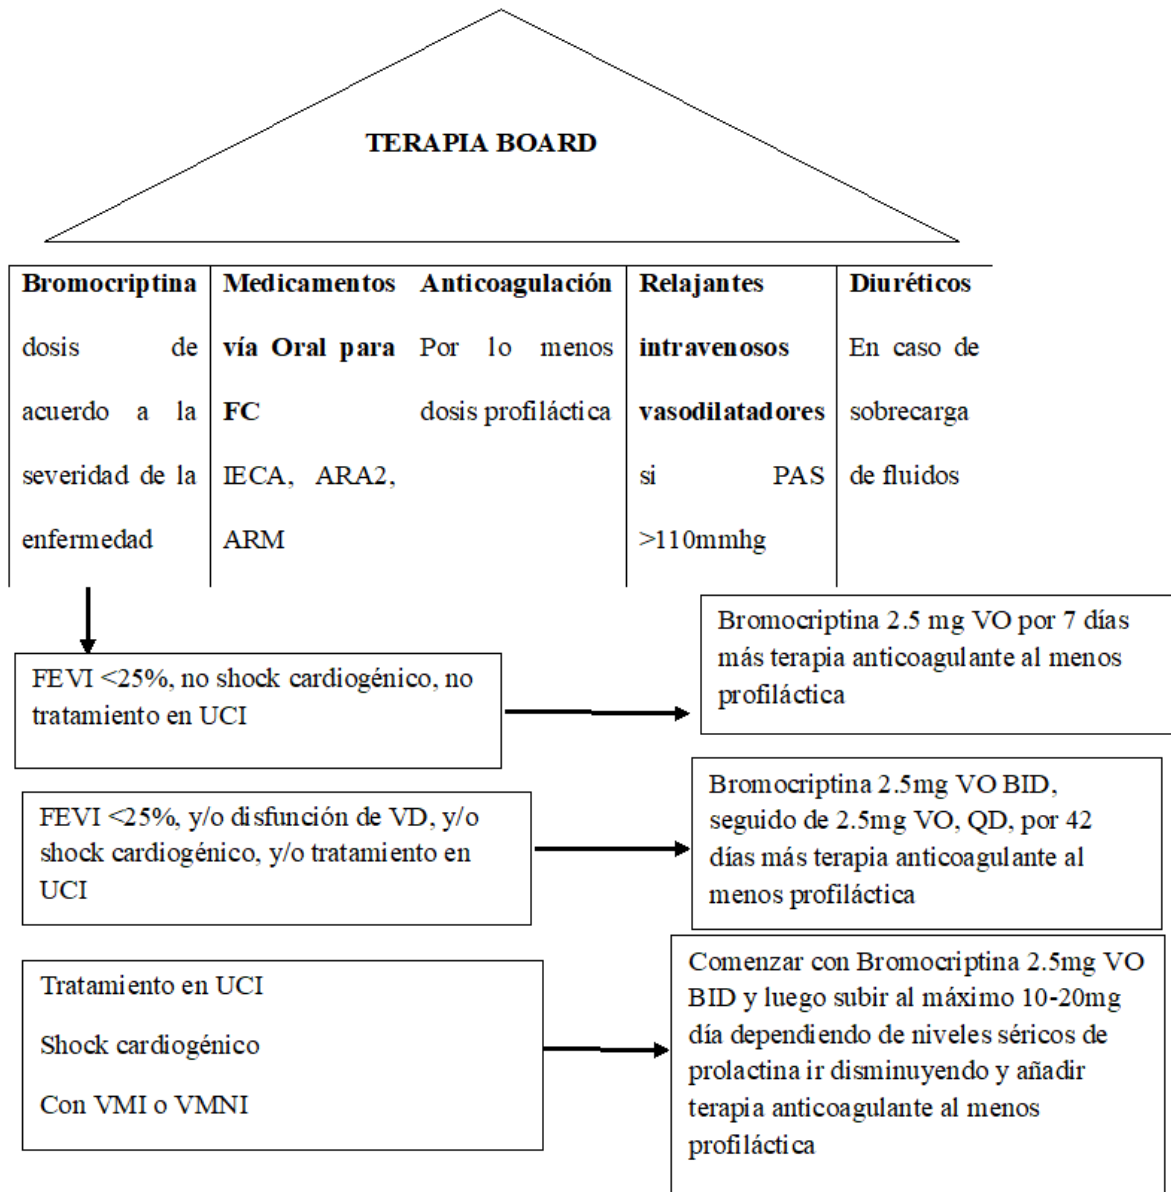 TERAPIA BOARD
Bromocriptina
dosis de
acuerdo a la
severidad de la
enfermedad
Medicamentos
vía Oral para
FC
IECA, ARA2,
ARM
Anticoagulación
Por lo menos
dosis profiláctica
Relajantes
intravenosos
vasodilatadores
si PAS
>110mmhg
Diuréticos
En caso de
sobrecarga
de fluidos
FEVI <25%, no shock cardiogénico, no
tratamiento en UCI
Bromocriptina 2.5 mg VO por 7 días
más terapia anticoagulante al menos
profiláctica
FEVI <25%, y/o disfunción de VD, y/o
shock cardiogénico, y/o tratamiento en
UCI
Bromocriptina 2.5mg VO BID,
seguido de 2.5mg VO, QD, por 42
días más terapia anticoagulante al
menos profiláctica
Tratamiento en UCI
Shock cardiogénico
Con VMI o VMNI
Comenzar con Bromocriptina 2.5mg VO
BID y luego subir al máximo 10-20mg
día dependiendo de niveles séricos de
prolactina ir disminuyendo y añadir
terapia anticoagulante al menos
profiláctica